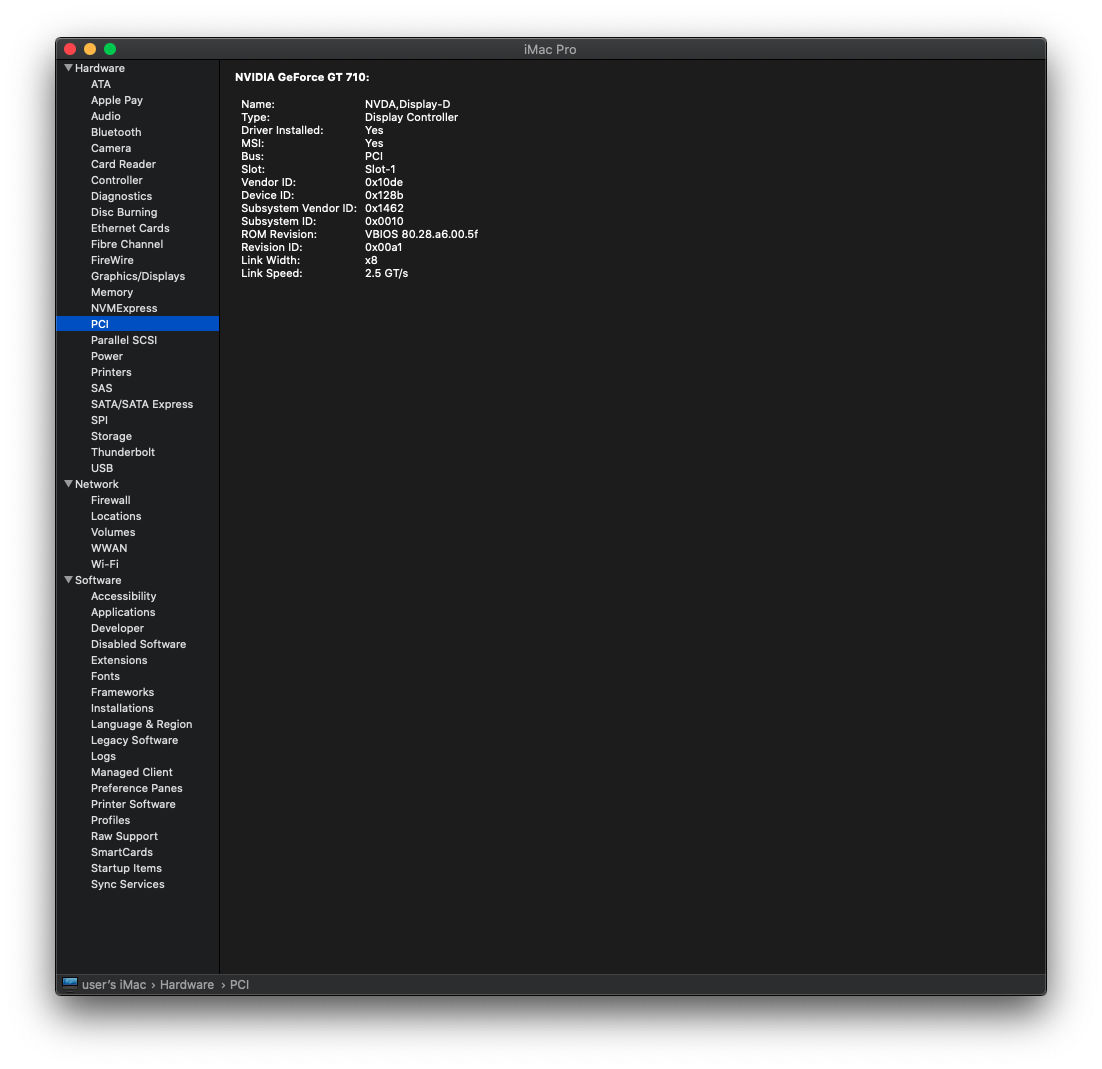 iMac Pro
Hardware
ATA
Apple Pay
Audio
Bluetooth
Camera
Card Reader
Controller
Diagnostics
Disc Burning
Ethernet Cards
Fibre Channel
FireWire
Graphics/Displays
Memory
NVMExpress
PCI
Parallel SCSI
Power
Printers
SAS
SATA/SATA Express
SPI
Storage
Thunderbolt
USB
Network
Firewall
Locations
Volumes
WWAN
Wi-Fi
Software
Accessibility
Applications
Developer
Disabled Software
Extensions
Fonts
Frameworks
Installations
Language & Region
Legacy Software
Logs
Managed Client
Preference Panes
Printer Software
Profiles
Raw Support
SmartCards
Startup Items
Sync Services
NVIDIA GeForce GT 710:
Name: NVDA,Display-D
Type: Display Controller
Driver Installed: Yes
MSI: Yes
Bus: PCI
Slot: Slot-1
Vendor ID: 0x10de
Device ID: 0x128b
Subsystem Vendor ID: 0x1462
Subsystem ID: 0x0010
ROM Revision: VBIOS 80.28.a6.00.5f
Revision ID: 0x00a1
Link Width: x8
Link Speed: 2.5 GT/s
user’s iMac › Hardware › PCI